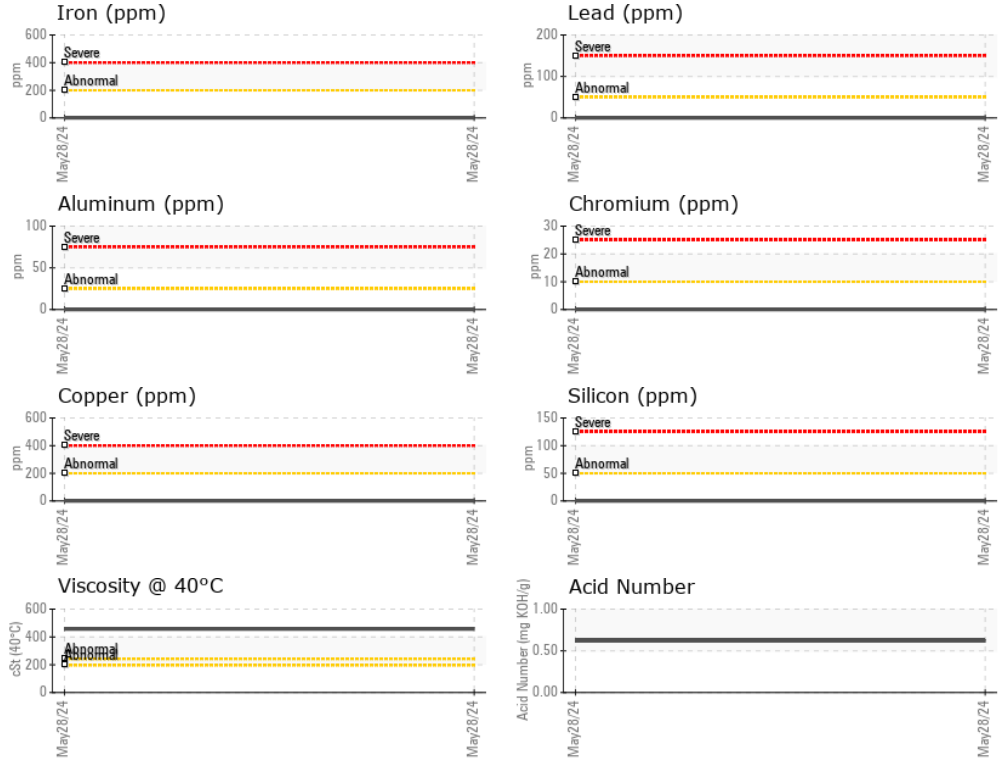 Iron (ppm)
600
400
200
0
ppm
Severe
Abnormal
May28/24
May28/24
Lead (ppm)
200
100
0
ppm
Severe
Abnormal
May28/24
May28/24
Aluminum (ppm)
100
50
0
ppm
Severe
Abnormal
May28/24
May28/24
Chromium (ppm)
30
20
10
0
ppm
Severe
Abnormal
May28/24
May28/24
Copper (ppm)
600
400
200
0
ppm
Severe
Abnormal
May28/24
May28/24
Silicon (ppm)
150
100
50
0
ppm
Severe
Abnormal
May28/24
May28/24
Viscosity @ 40°C
600
400
200
0
cSt (40°C)
Abnormal
Abnormal
May28/24
May28/24
Acid Number
1.00
0.50
0.00
Acid Number (mg KOH/g)
May28/24
May28/24